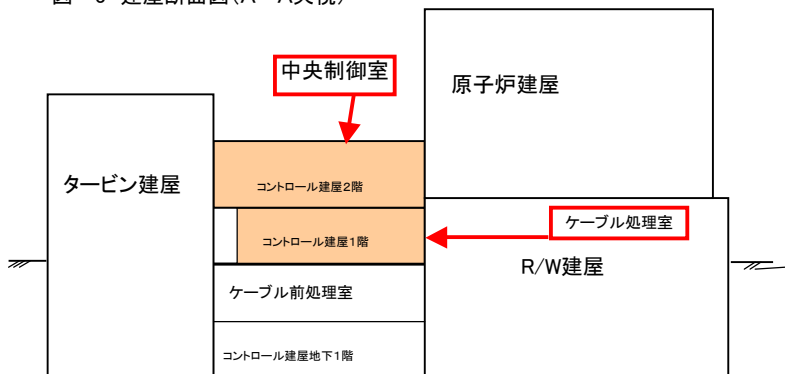 中央制御室
原子炉建屋
タービン建屋
コントロール建屋2階
ケーブル処理室
コントロール建屋1階
R/W建屋
ケーブル前処理室
コントロール建屋地下1階